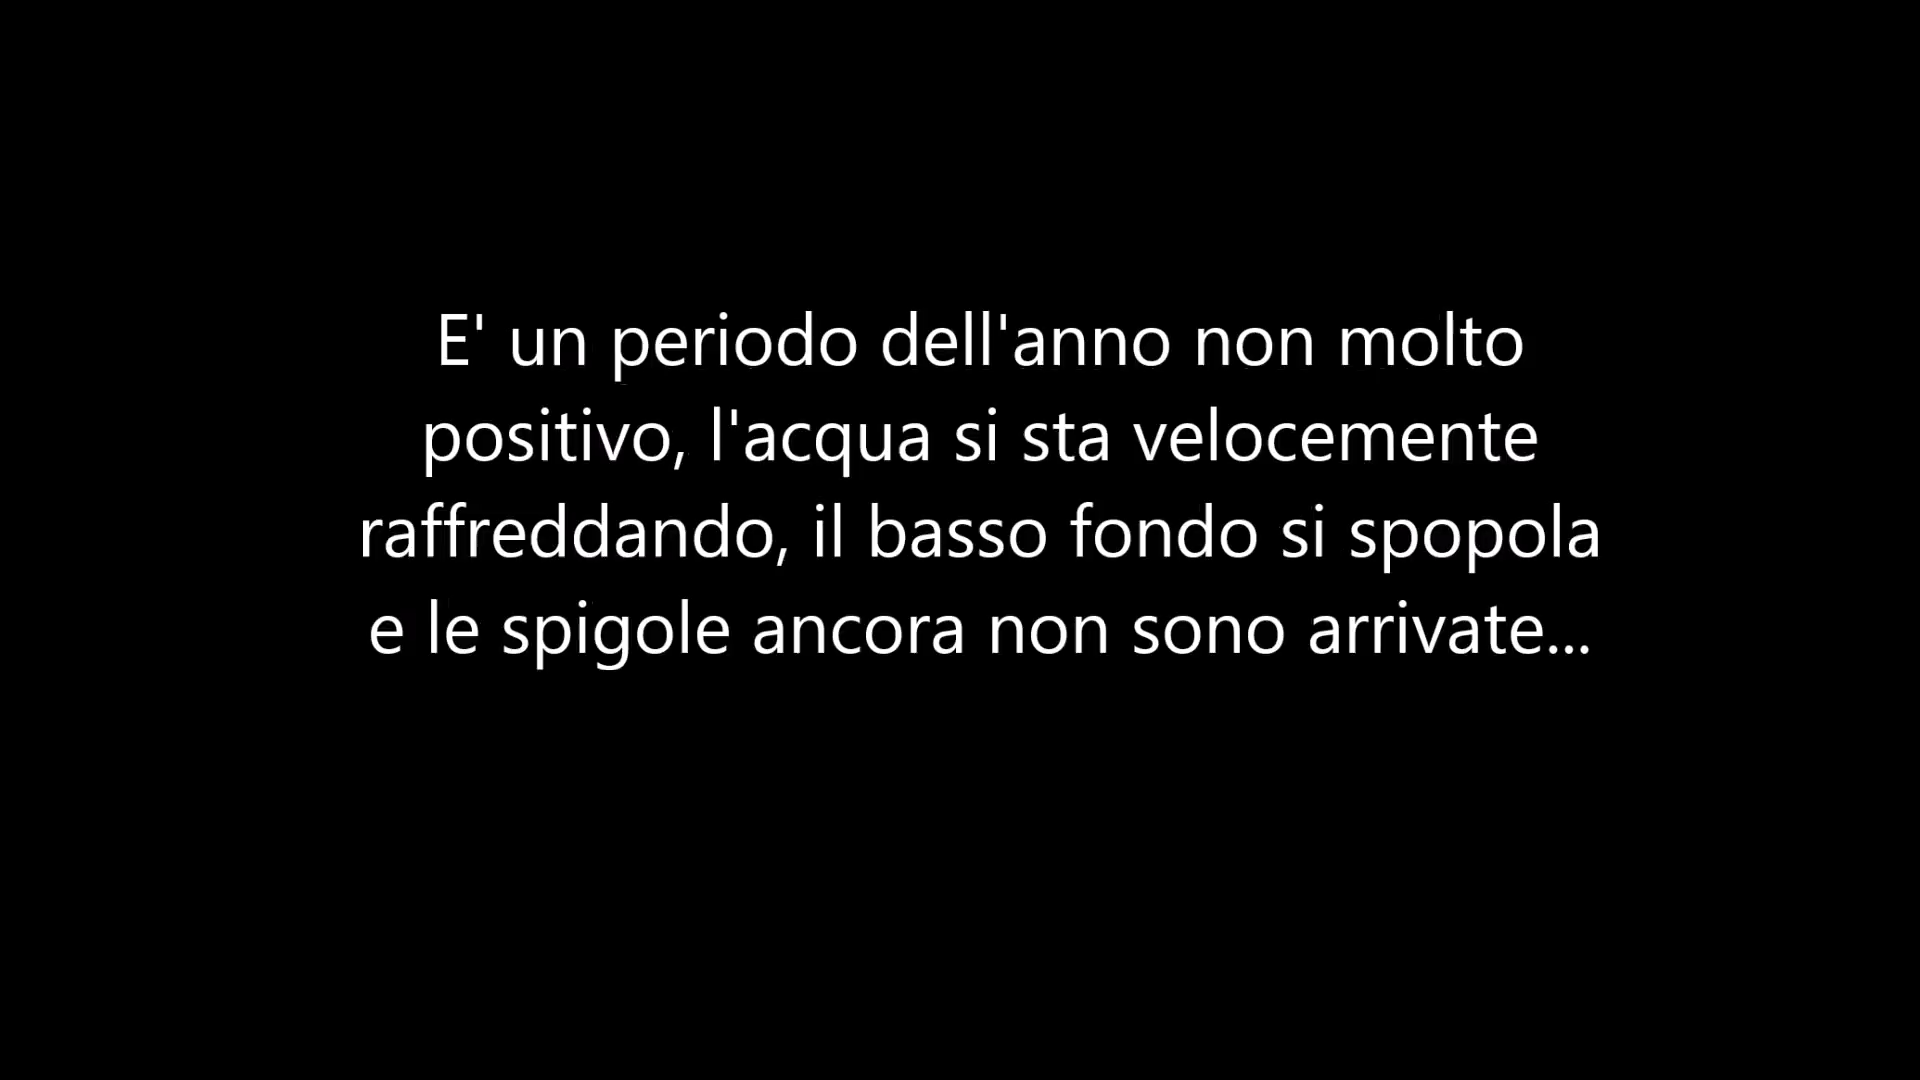 E' un periodo dell'anno non molto
positivo, l'acqua si sta velocemente
raffreddando, il basso fondo si spopola
e le spigole ancora non sono arrivate...